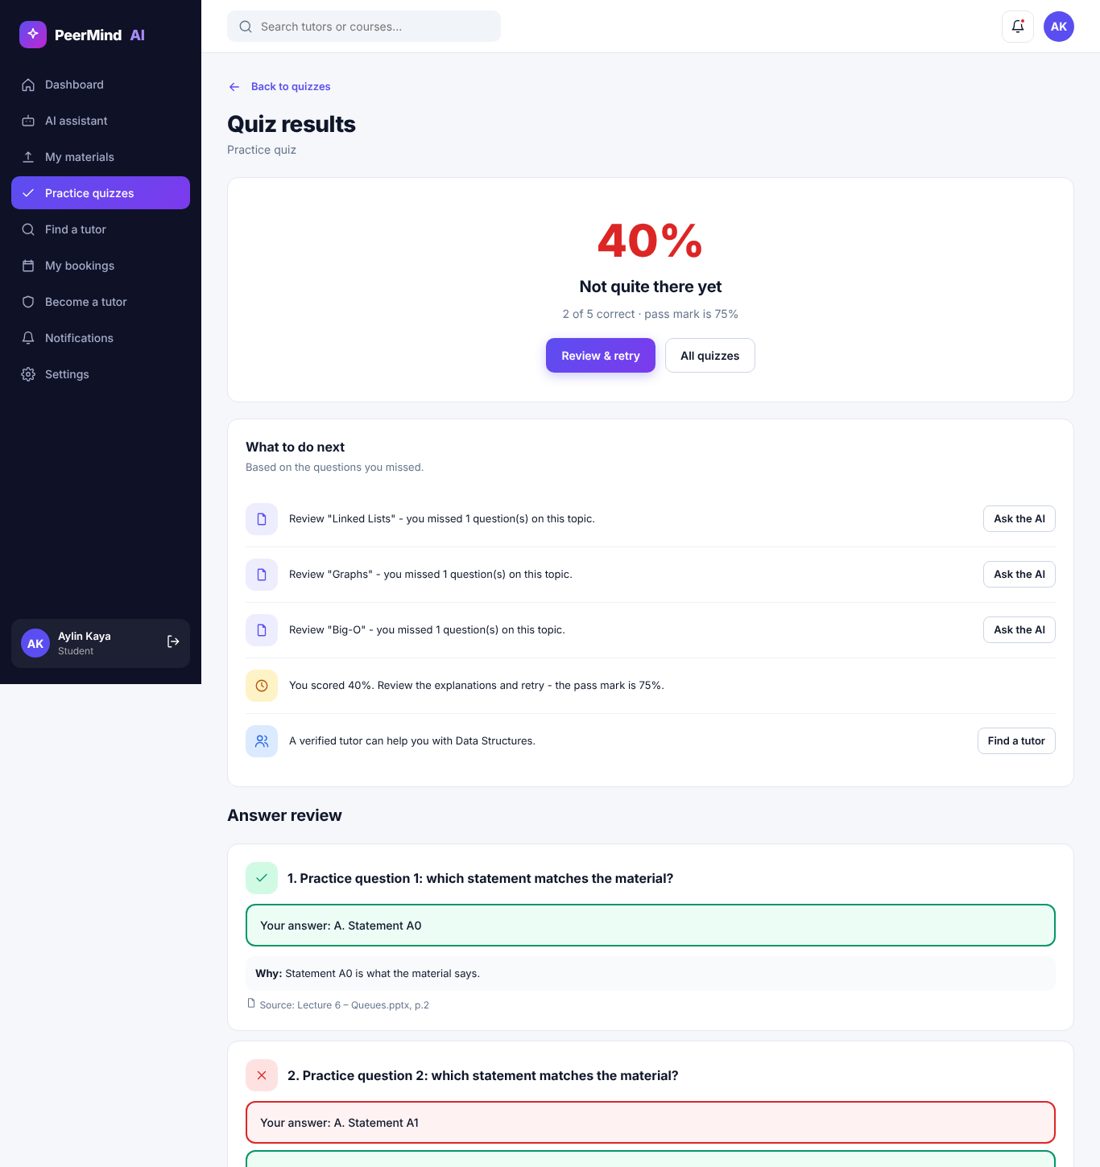 PeerMind AI
Search tutors or courses...
AK
Dashboard
AI assistant
My materials
Practice quizzes
Find a tutor
My bookings
Become a tutor
Notifications
Settings
AK
Aylin Kaya
Student
Back to quizzes
Quiz results
Practice quiz
40%
Not quite there yet
2 of 5 correct · pass mark is 75%
Review & retry
All quizzes
What to do next
Based on the questions you missed.
Review "Linked Lists" - you missed 1 question(s) on this topic.
Ask the AI
Review "Graphs" - you missed 1 question(s) on this topic.
Ask the AI
Review "Big-O" - you missed 1 question(s) on this topic.
Ask the AI
You scored 40%. Review the explanations and retry - the pass mark is 75%.
A verified tutor can help you with Data Structures.
Find a tutor
Answer review
1. Practice question 1: which statement matches the material?
Your answer: A. Statement A0
Why: Statement A0 is what the material says.
Source: Lecture 6 – Queues.pptx, p.2
2. Practice question 2: which statement matches the material?
Your answer: A. Statement A1